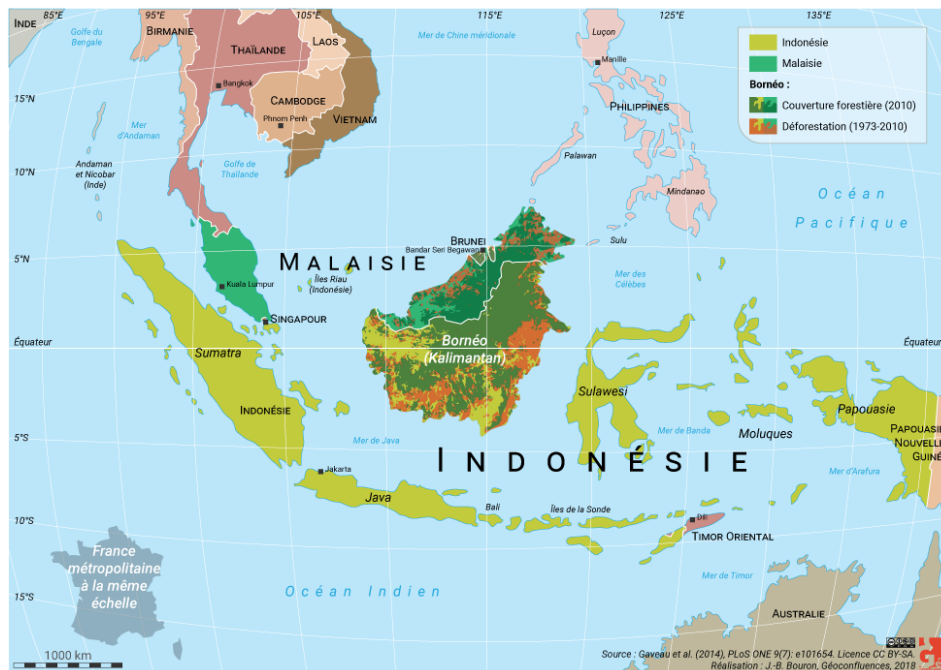 85°E
95°E
105°E
115°E
125°E
135°E
INDE
Golfe du
Bengale
BIRMANIE
LAOS
THAÏLANDE
Bangkok
CAMBODGE
Phnom Penh
VIETNAM
Mer de Chine méridionale
Luçon
Manille
PHILIPPINES
Indonésie
Malaisie
Bornéo :
Couverture forestière (2010)
Déforestation (1973-2010)
15°N
Mer
d'Andaman
Andaman
et Nicobar
(Inde)
Golfe de
Thaïlande
10°N
Palawan
Mindanao
Océan
Pacifique
5°N
MALAISIE
BRUNEI
Bandar Seri Begawan
Sulu
Kuala Lumpur
Îles Riau
(Indonésie)
Mer des
Célèbes
SINGAPOUR
Équateur
Équateur
Sumatra
Bornéo
(Kalimantan)
INDONÉSIE
Sulawesi
Papouasie
PAPOUASIE
NOUVELLE
GUINÉ
5°S
Mer de Java
Mer de Banda
Moluques
INDONÉSIE
Mer d'Arafura
Jakarta
Java
Bali
Îles de la Sonde
10°S
Dili
TIMOR ORIENTAL
France
métropolitaine
à la même
échelle
Mer de Timor
Océan Indien
15°S
AUSTRALIE
1000 km
Source : Gaveau et al. (2014), PLoS ONE 9(7): e101654. Licence CC BY-SA.
Réalisation : J.-B. Bouron, Géoconfluences, 2018